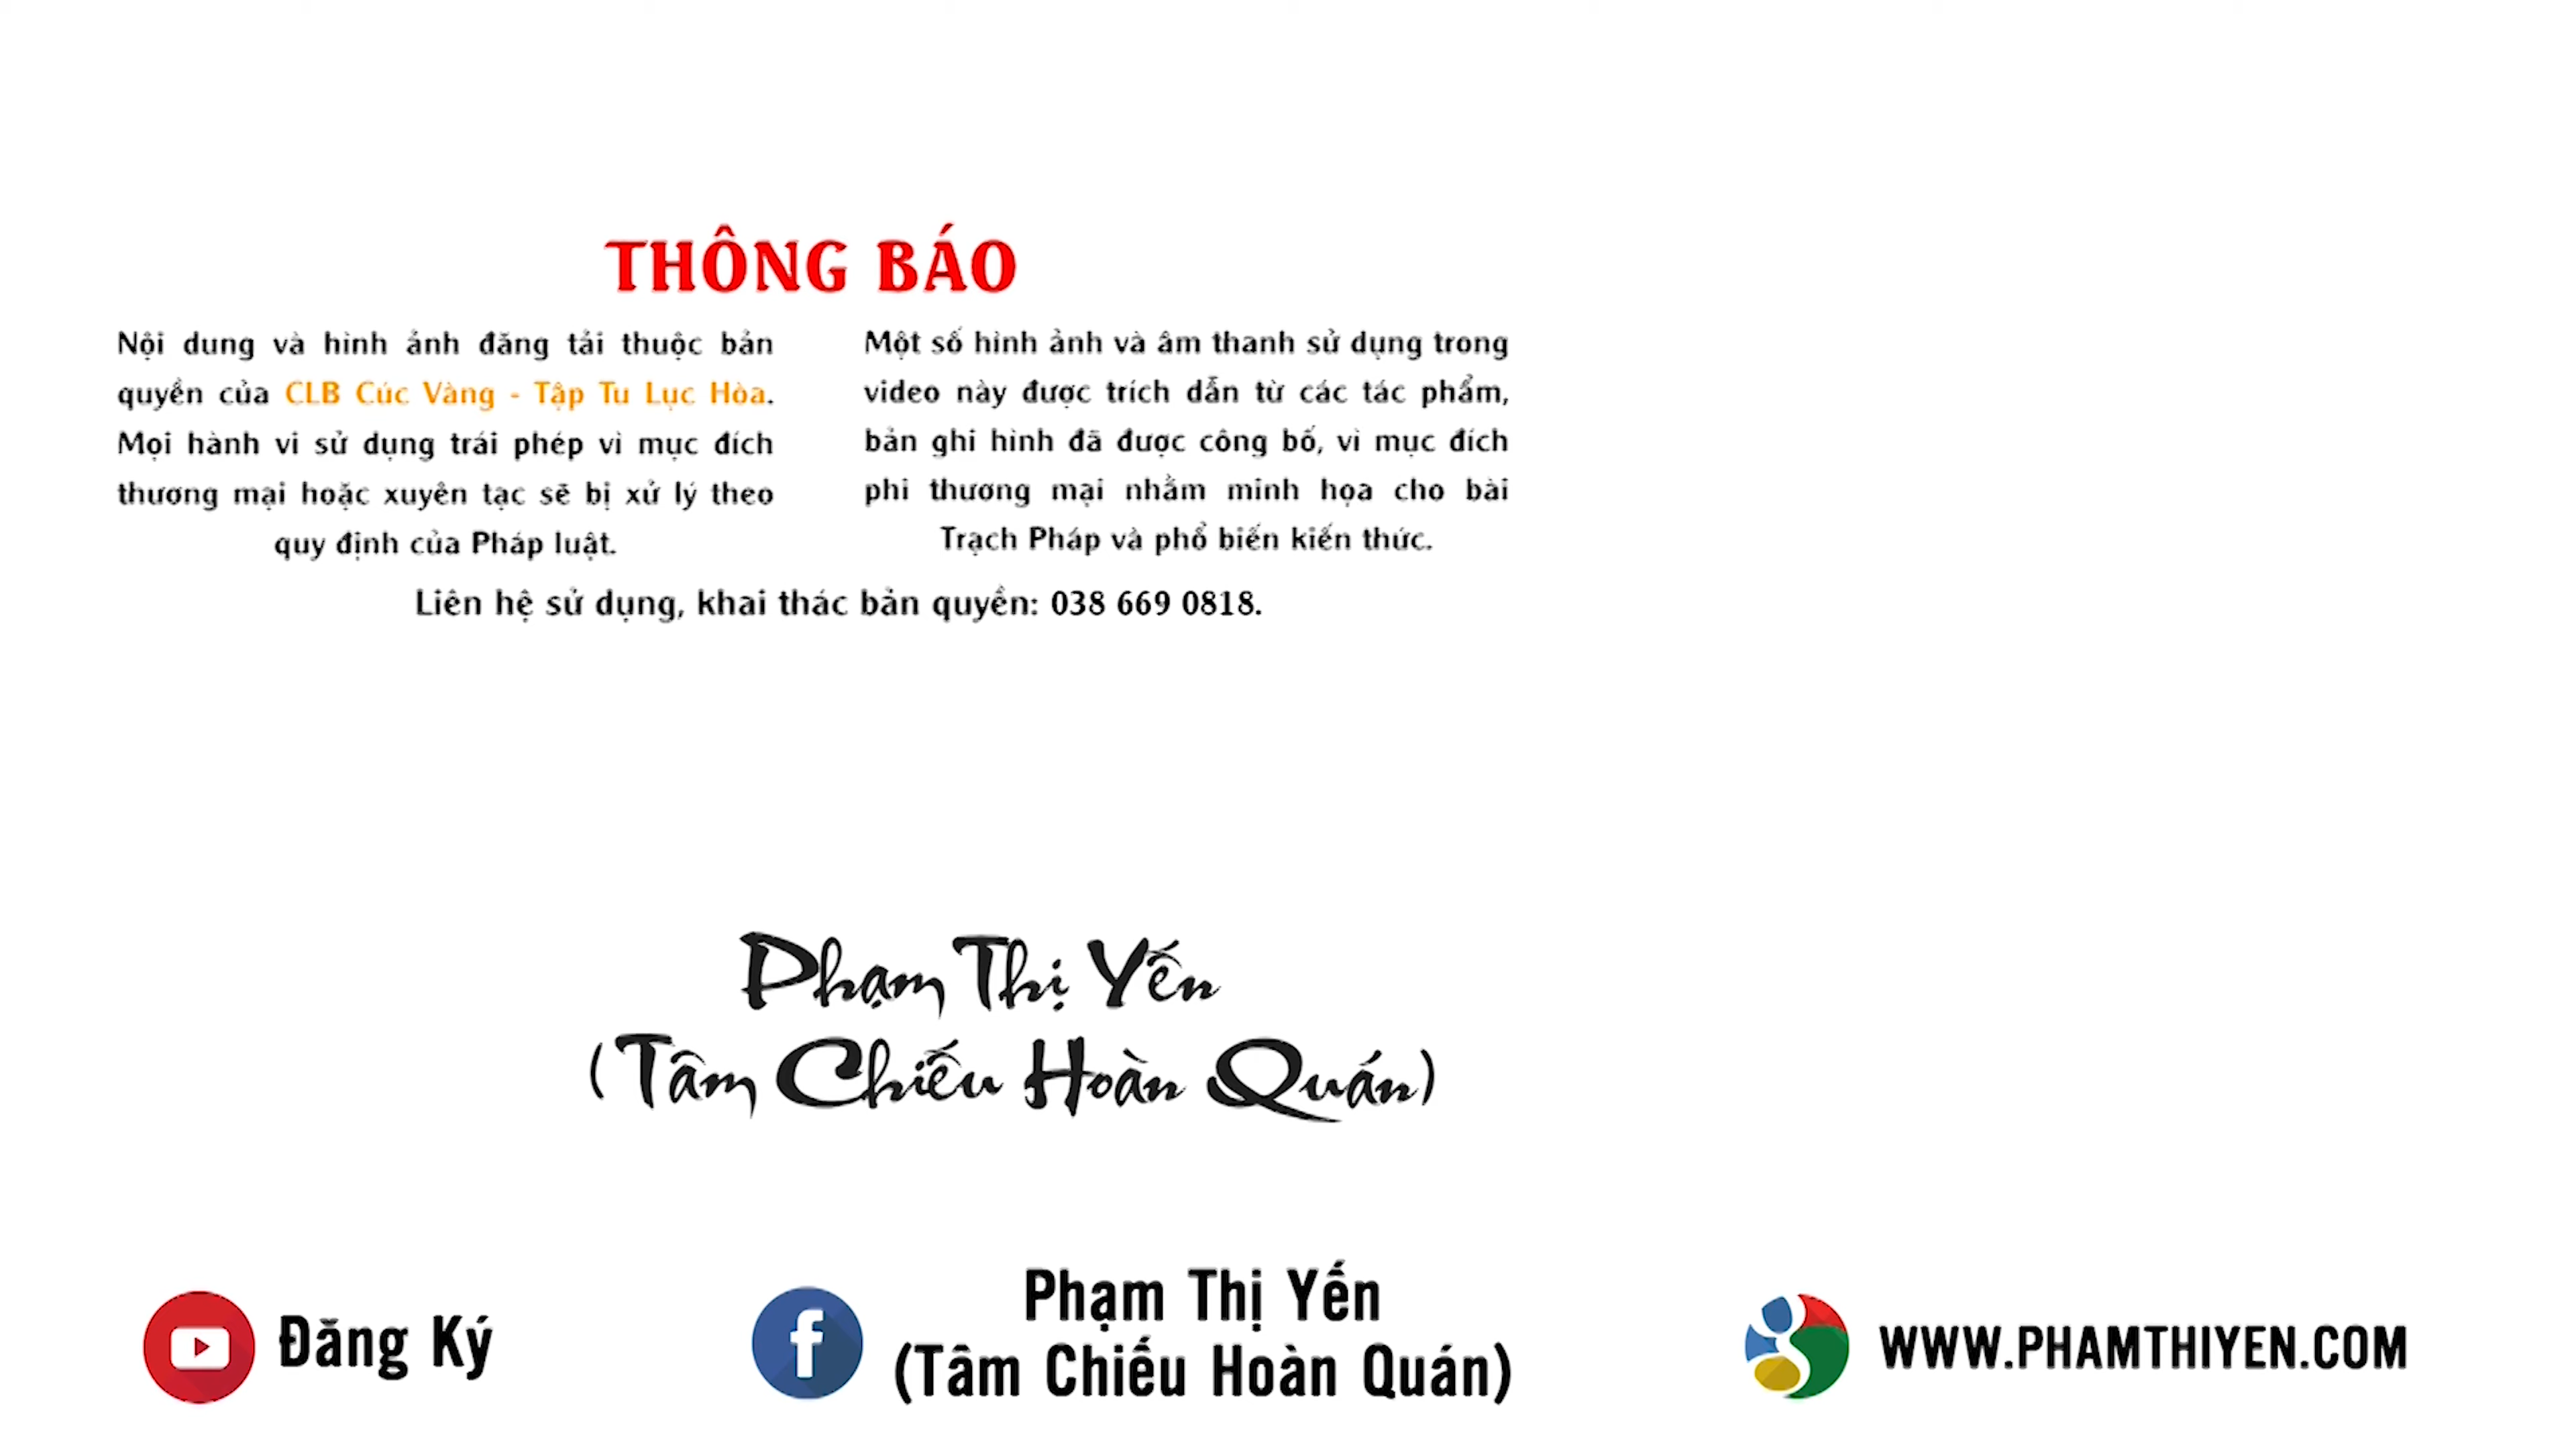 THÔNG BÁO
Nội dung và hình ảnh đăng tải thuộc bản
quyền của CLB Cúc Vàng - Tập Tu Lục Hòa.
Mọi hành vi sử dụng trái phép vì mục đích
thương mại hoặc xuyên tạc sẽ bị xử lý theo
quy định của Pháp luật.
Một số hình ảnh và âm thanh sử dụng trong
video này được trích dẫn từ các tác phẩm,
bản ghi hình đã được công bố, vì mục đích
phi thương mại nhằm minh họa cho bài
Trạch Pháp và phổ biến kiến thức.
Liên hệ sử dụng, khai thác bản quyền: 038 669 0818.
Phạm Thị Yến
(Tâm Chiếu Hoàn Quán)
Đăng Ký
Phạm Thị Yến
(Tâm Chiếu Hoàn Quán)
WWW.PHAMTHIYEN.COM